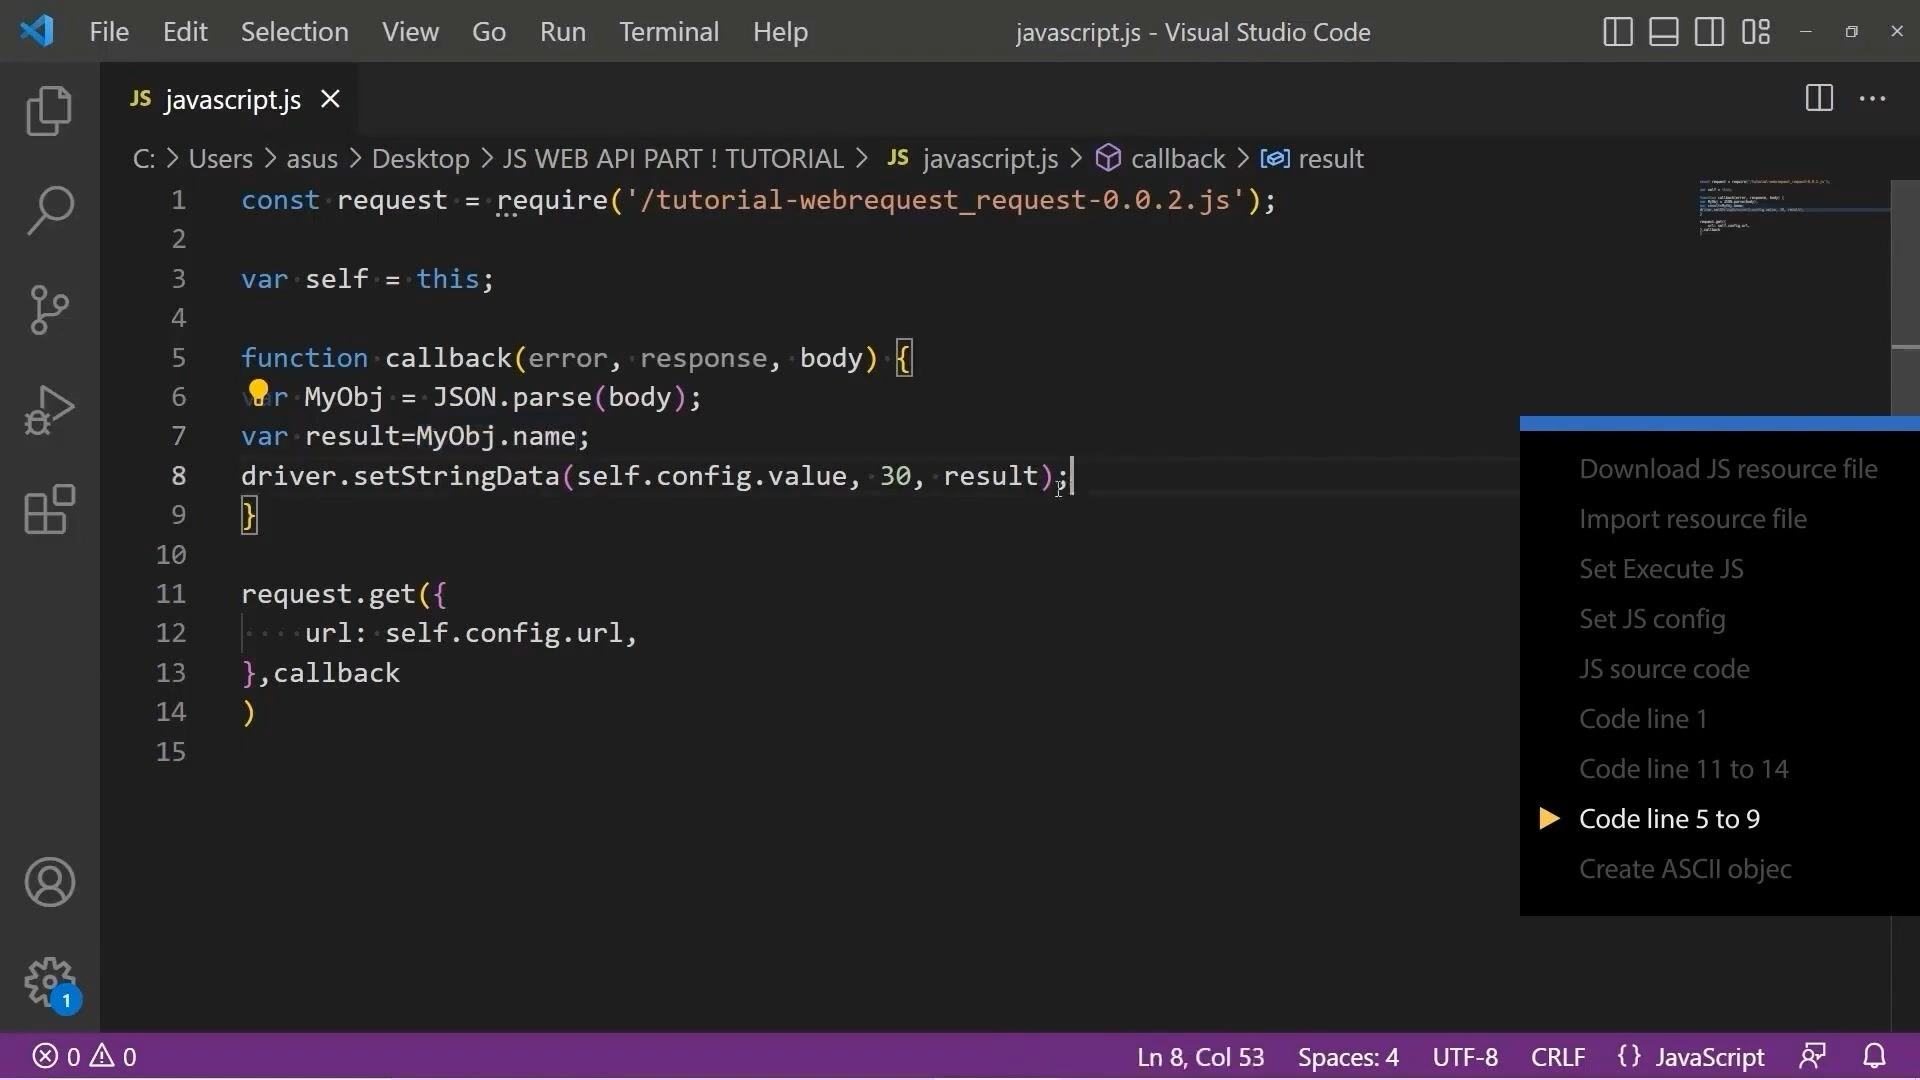 File Edit Selection View Go Run Terminal Help javascript.js - Visual Studio Code
JS javascript.js
C: > Users > asus > Desktop > JS WEB API PART ! TUTORIAL > JS javascript.js > callback > result
1 const request = require('/tutorial-webrequest_request-0.0.2.js');
2
3 var self = this;
4
5 function callback(error, response, body) {
6 var MyObj = JSON.parse(body);
7 var result=MyObj.name;
8 driver.setStringData(self.config.value, 30, result);
9 }
10
11 request.get({
12 url: self.config.url,
13 },callback
14 )
15
Download JS resource file
Import resource file
Set Execute JS
Set JS config
JS source code
Code line 1
Code line 11 to 14
Code line 5 to 9
Create ASCII objec
1
0 0 Ln 8, Col 53 Spaces: 4 UTF-8 CRLF {} JavaScript